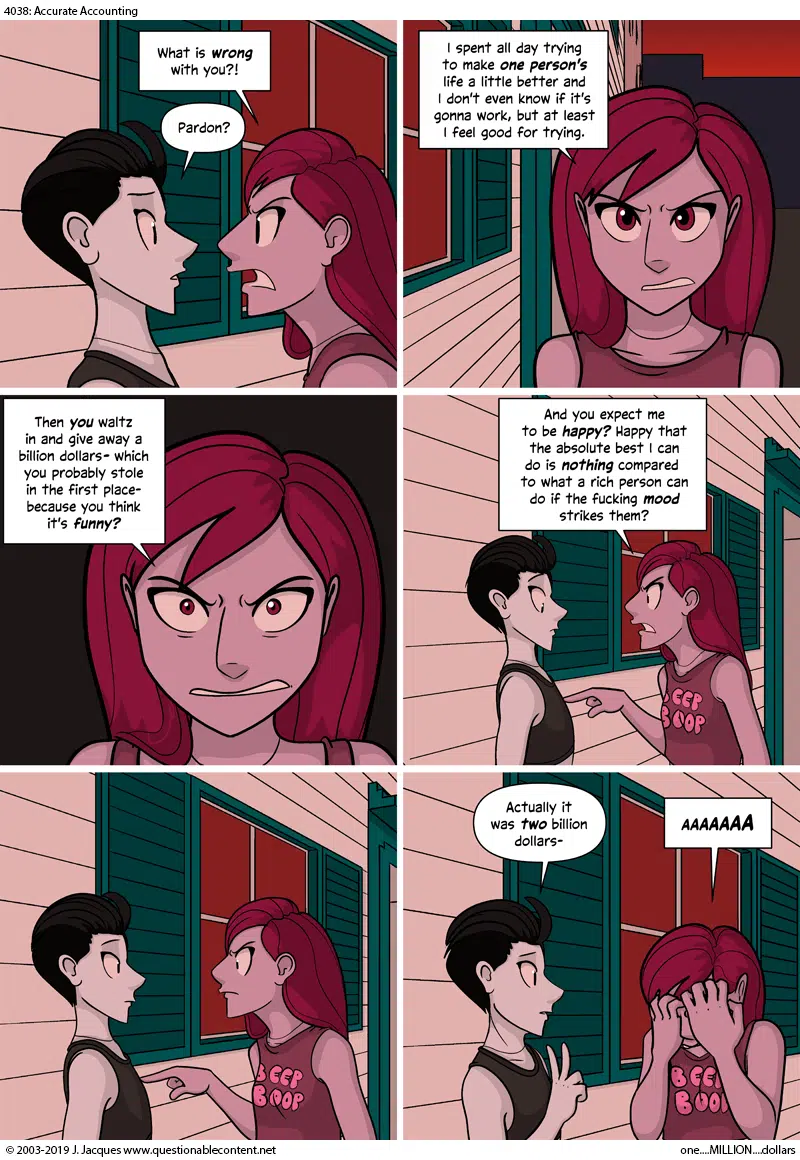 4038: Accurate Accounting
What is wrong
with you?!
Pardon?
I spent all day trying
to make one person's
life a little better and
I don't even know if it's
gonna work, but at least
I feel good for trying.
Then you waltz
in and give away a
billion dollars- which
you probably stole
in the first place-
because you think
it's funny?
And you expect me
to be happy? Happy that
the absolute best I can
do is nothing compared
to what a rich person can
do if the fucking mood
strikes them?
BEEP
BOOP
BEEP
BOOP
Actually it
was two billion
dollars-
AAAAAAA
BEEP
BOOP
© 2003-2019 J. Jacques www.questionablecontent.net
one....MILLION....dollars